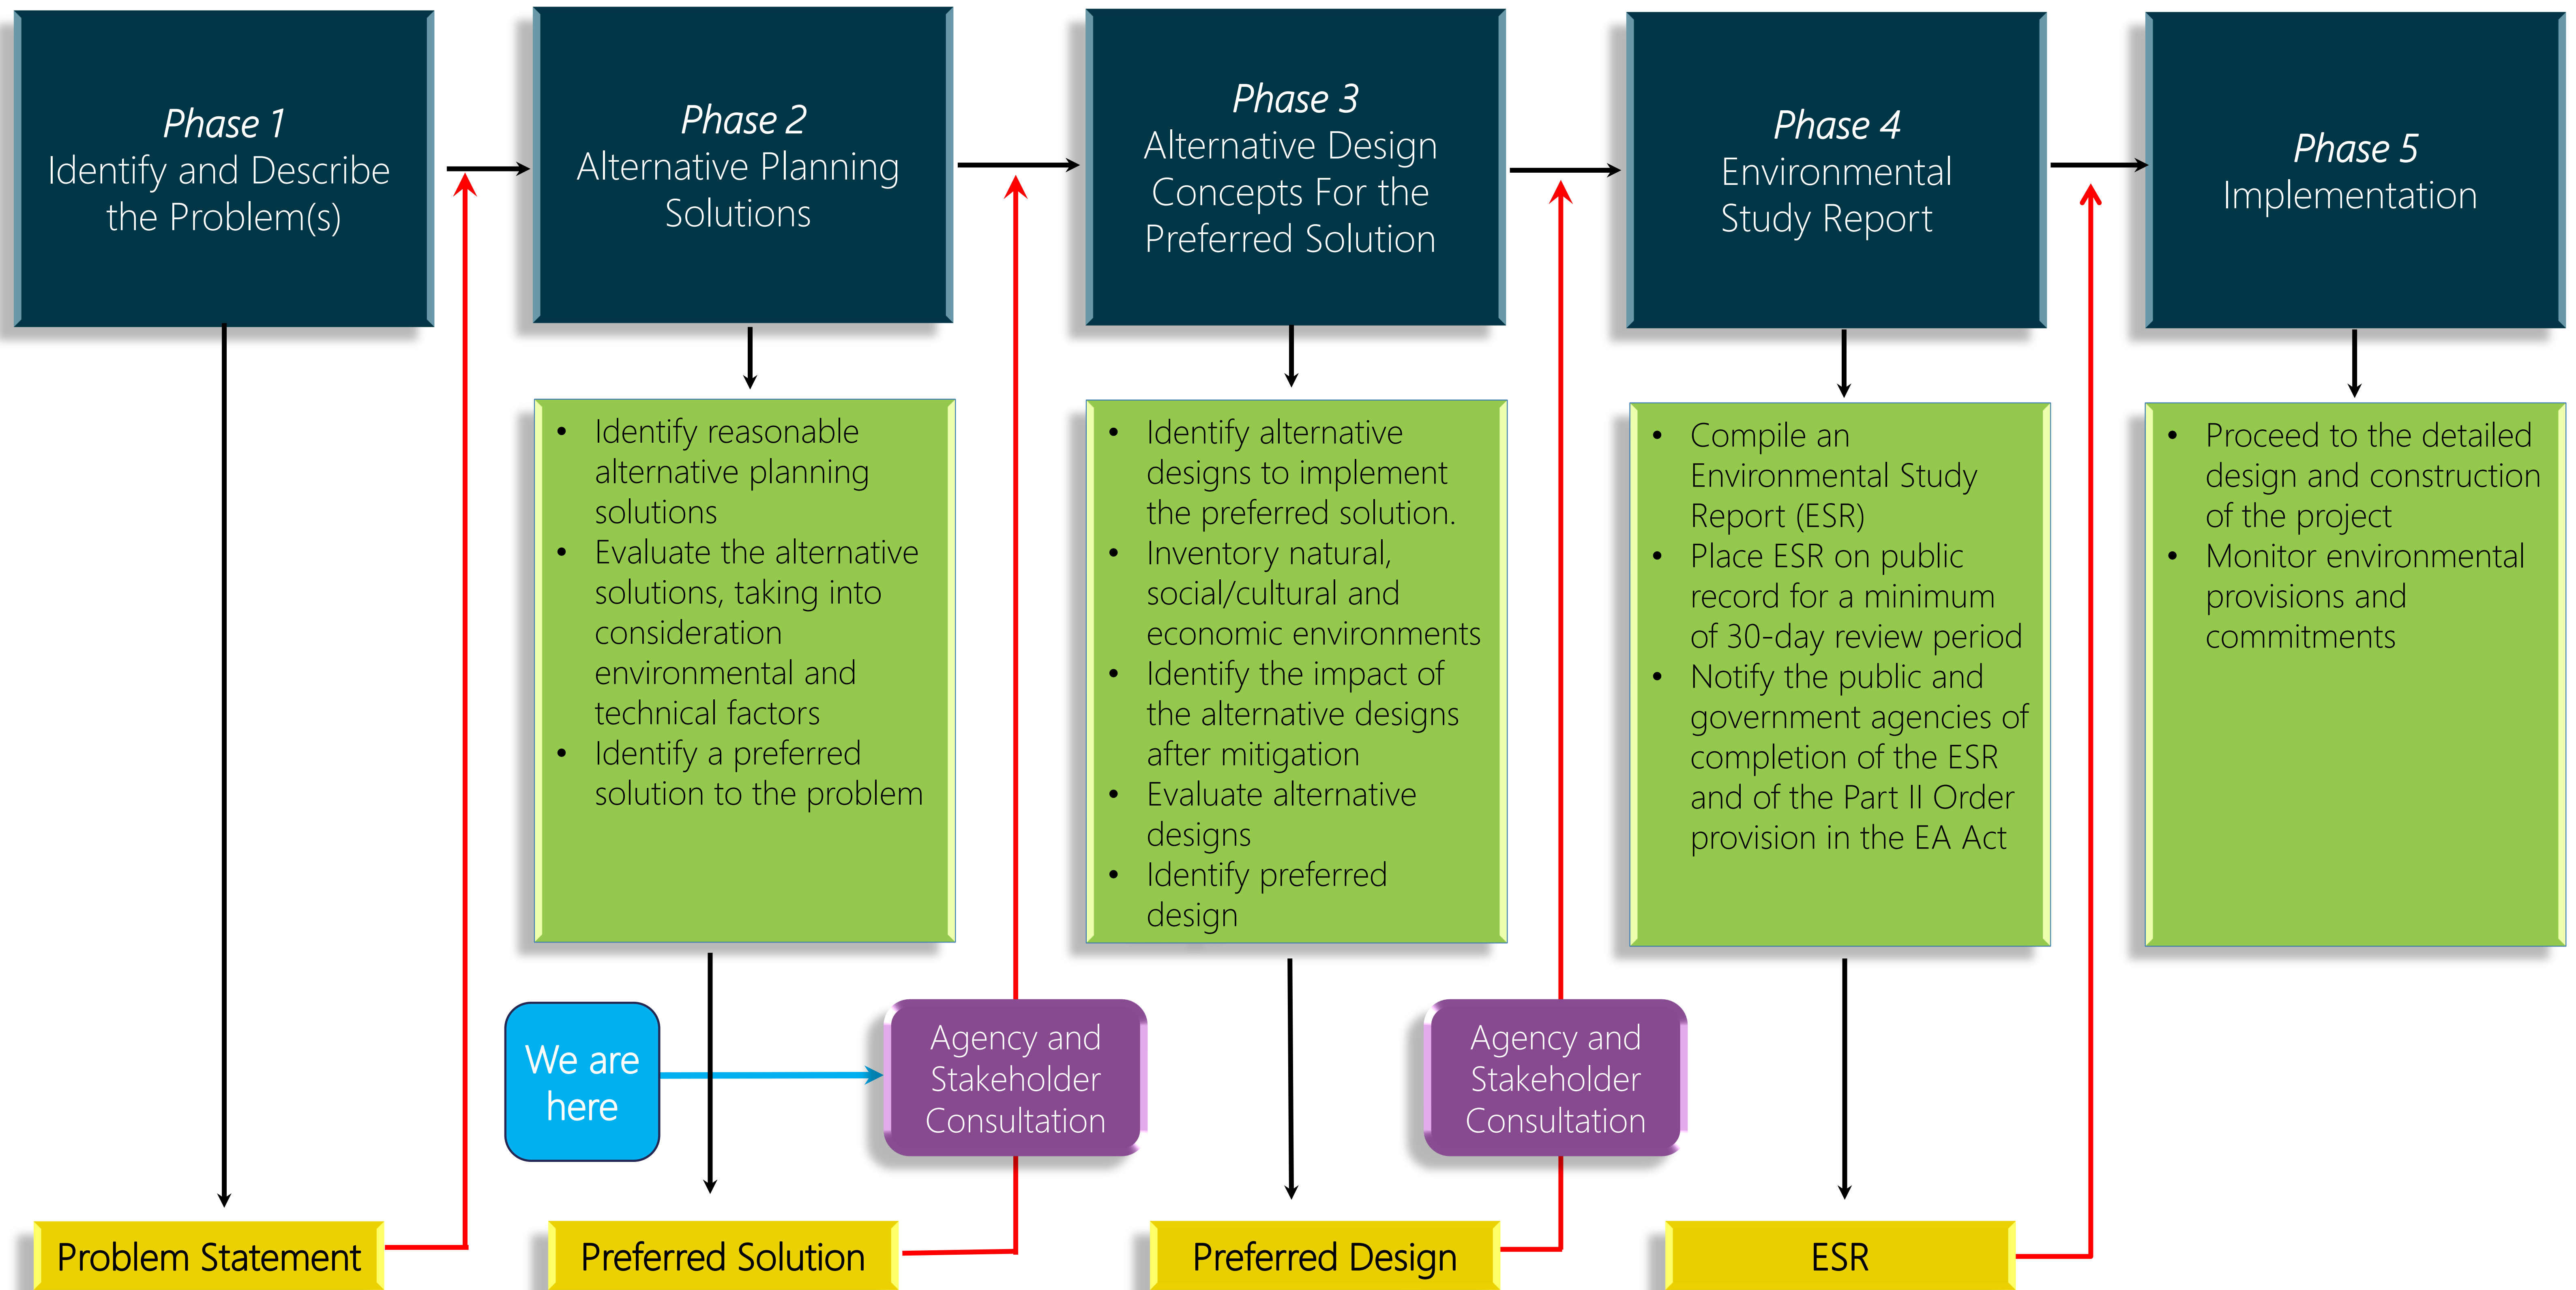 Phase 1
Identify and Describe
the Problem(s)
Phase 2
Alternative Planning
Solutions
Phase 3
Alternative Design
Concepts For the
Preferred Solution
Phase 4
Environmental
Study Report
Phase 5
Implementation
• Identify reasonable
alternative planning
solutions
• Evaluate the alternative
solutions, taking into
consideration
environmental and
technical factors
• Identify a preferred
solution to the problem
• Identify alternative
designs to implement
the preferred solution.
• Inventory natural,
social/cultural and
economic environments
• Identify the impact of
the alternative designs
after mitigation
• Evaluate alternative
designs
• Identify preferred
design
• Compile an
Environmental Study
Report (ESR)
• Place ESR on public
record for a minimum
of 30-day review period
• Notify the public and
government agencies of
completion of the ESR
and of the Part II Order
provision in the EA Act
• Proceed to the detailed
design and construction
of the project
• Monitor environmental
provisions and
commitments
We are
here
Agency and
Stakeholder
Consultation
Agency and
Stakeholder
Consultation
Problem Statement
Preferred Solution
Preferred Design
ESR